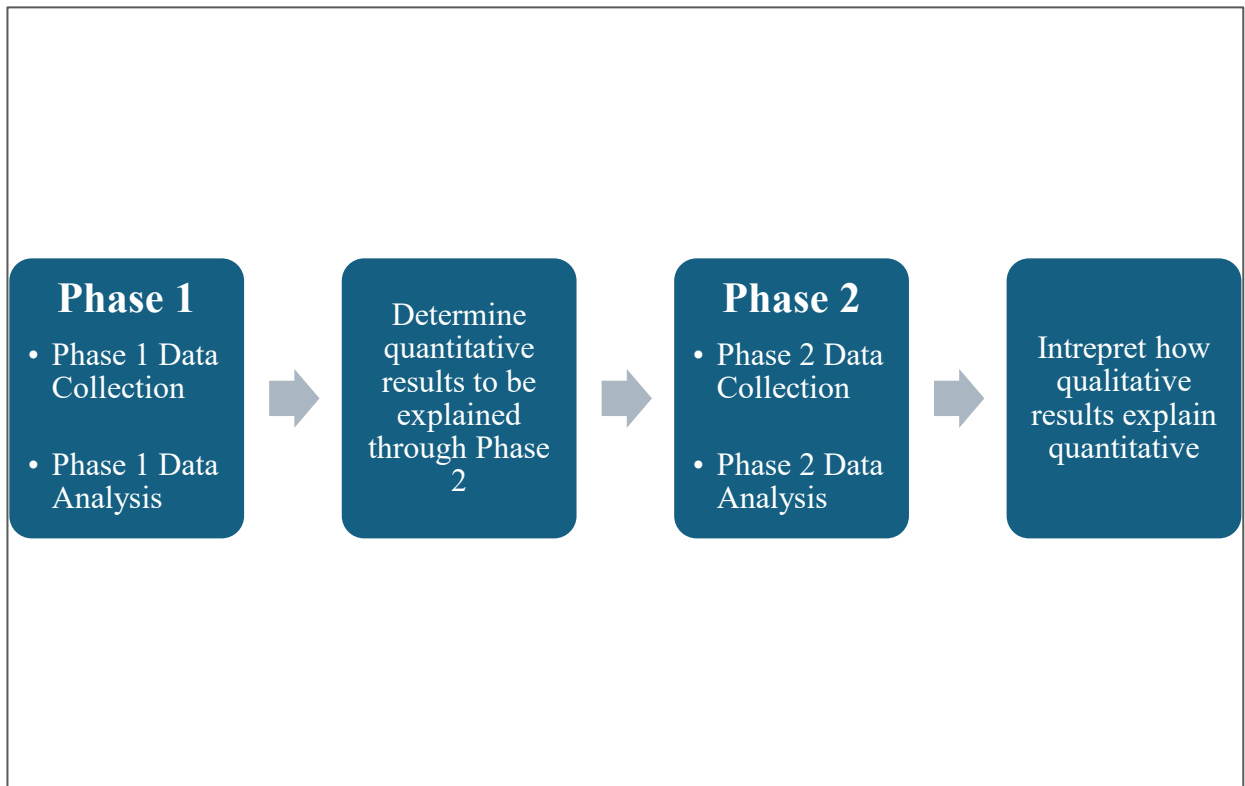 Phase 1
• Phase 1 Data
Collection
• Phase 1 Data
Analysis
Determine
quantitative
results to be
explained
through Phase
2
Phase 2
• Phase 2 Data
Collection
• Phase 2 Data
Analysis
Intrepret how
qualitative
results explain
quantitative